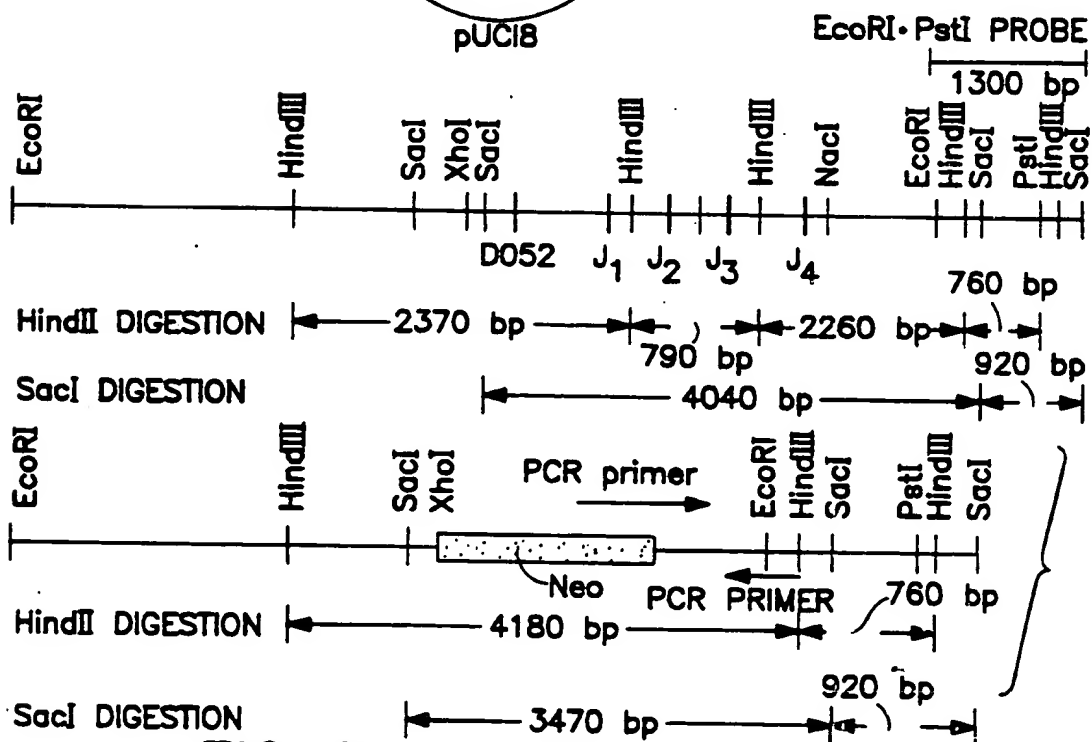 pUC18
EcoRI•PstI PROBE
1300 bp
EcoRI
HindIII
SacI
XhoI
SacI
HindIII
HindIII
NacI
EcoRI
HindIII
SacI
PstI
HindIII
SacI
D052 J1 J2 J3 J4
HindII DIGESTION 2370 bp 790 bp 2260 bp 760 bp
SacI DIGESTION 4040 bp 920 bp
EcoRI
HindIII
SacI
XhoI
PCR primer
EcoRI
HindIII
SacI
PstI
HindIII
SacI
Neo
PCR PRIMER
HindII DIGESTION 4180 bp 760 bp
SacI DIGESTION 3470 bp 920 bp